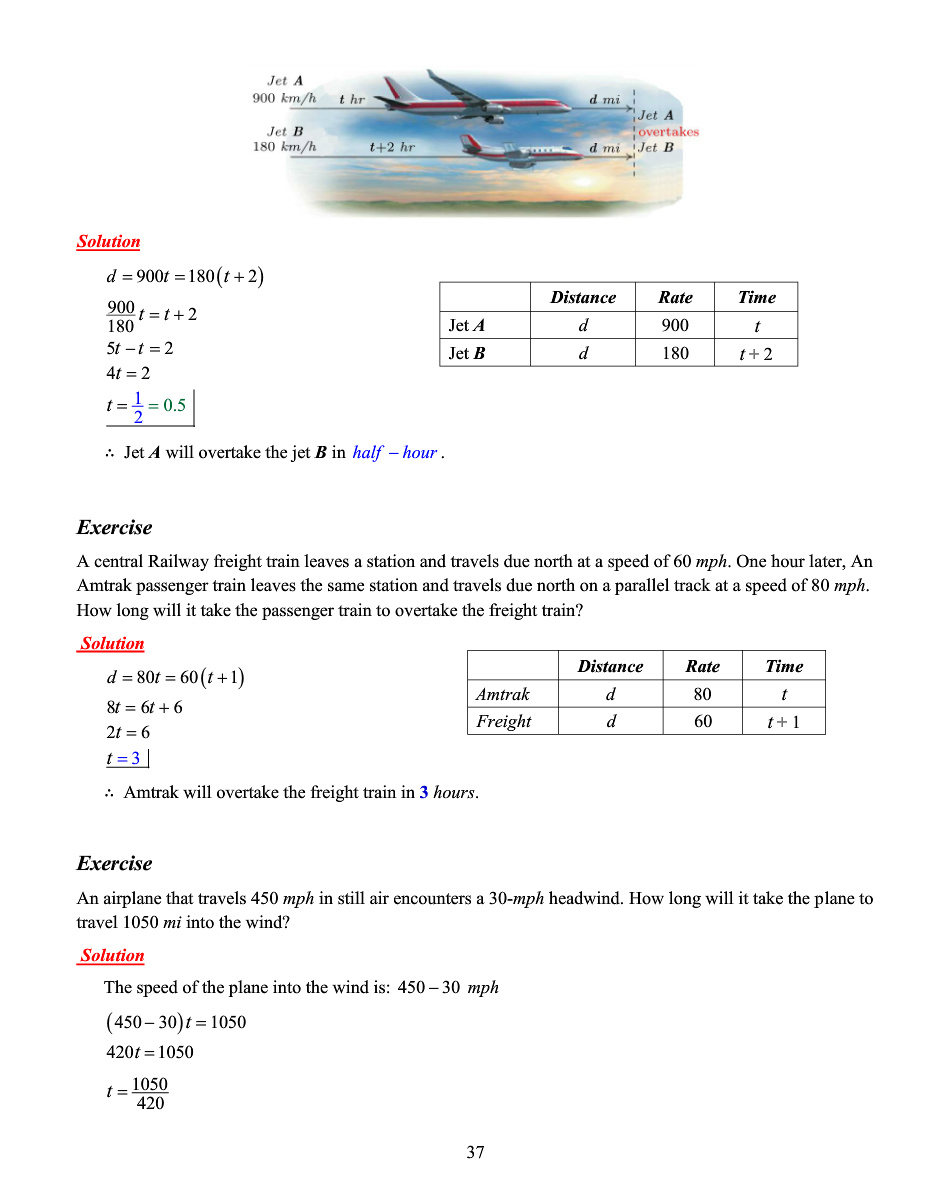 Jet A
900 km/h t hr d mi
Jet A
Jet B overtakes
180 km/h t+2 hr d mi Jet B
Solution
d = 900t = 180(t + 2)
900/180 t = t + 2
5t − t = 2
4t = 2
t = 1/2 = 0.5
Distance Rate Time
Jet A d 900 t
Jet B d 180 t + 2
∴ Jet A will overtake the jet B in half − hour .
Exercise
A central Railway freight train leaves a station and travels due north at a speed of 60 mph. One hour later, An
Amtrak passenger train leaves the same station and travels due north on a parallel track at a speed of 80 mph.
How long will it take the passenger train to overtake the freight train?
Solution
d = 80t = 60(t + 1)
8t = 6t + 6
2t = 6
t = 3
Distance Rate Time
Amtrak d 80 t
Freight d 60 t + 1
∴ Amtrak will overtake the freight train in 3 hours.
Exercise
An airplane that travels 450 mph in still air encounters a 30-mph headwind. How long will it take the plane to
travel 1050 mi into the wind?
Solution
The speed of the plane into the wind is: 450 − 30 mph
(450 − 30)t = 1050
420t = 1050
t = 1050/420
37